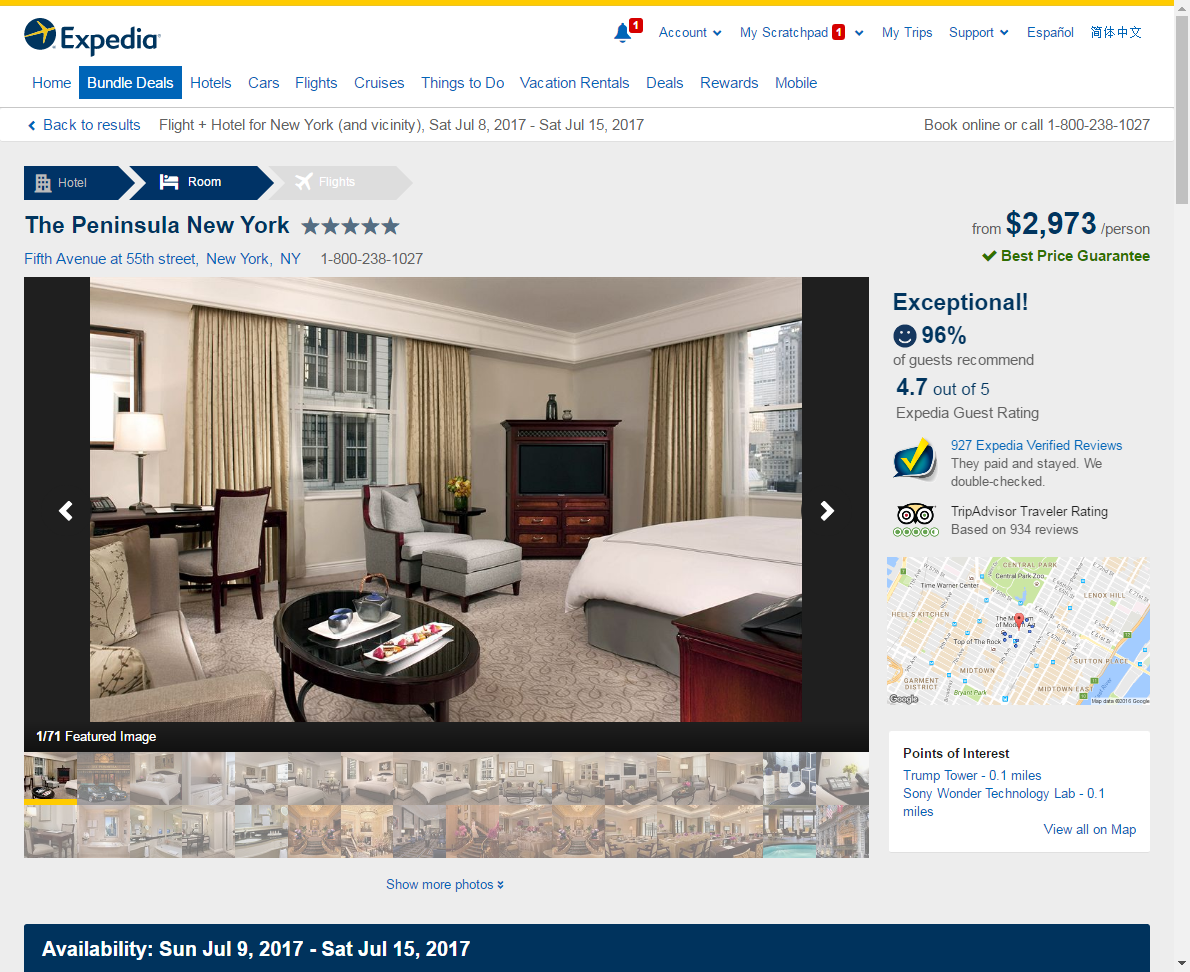 Expedia
1
Account
My Scratchpad 1
My Trips
Support
Español
简体中文
Home
Bundle Deals
Hotels
Cars
Flights
Cruises
Things to Do
Vacation Rentals
Deals
Rewards
Mobile
Back to results
Flight + Hotel for New York (and vicinity), Sat Jul 8, 2017 - Sat Jul 15, 2017
Book online or call 1-800-238-1027
Hotel
Room
Flights
The Peninsula New York
from $2,973 /person
Fifth Avenue at 55th street, New York, NY 1-800-238-1027
Best Price Guarantee
Exceptional!
96%
of guests recommend
4.7 out of 5
Expedia Guest Rating
927 Expedia Verified Reviews
They paid and stayed. We
double-checked.
TripAdvisor Traveler Rating
Based on 934 reviews
CENTRAL PARK
Central Park Zoo
Time Warner Center
LENOX HILL
HELL'S KITCHEN
Top of The Rock
SUTTON PLACE
MIDTOWN
GARMENT
DISTRICT
MIDTOWN EAST
Bryant Park
Google
Map data ©2016 Google
1/71 Featured Image
Points of Interest
Trump Tower - 0.1 miles
Sony Wonder Technology Lab - 0.1
miles
View all on Map
Show more photos
Availability: Sun Jul 9, 2017 - Sat Jul 15, 2017